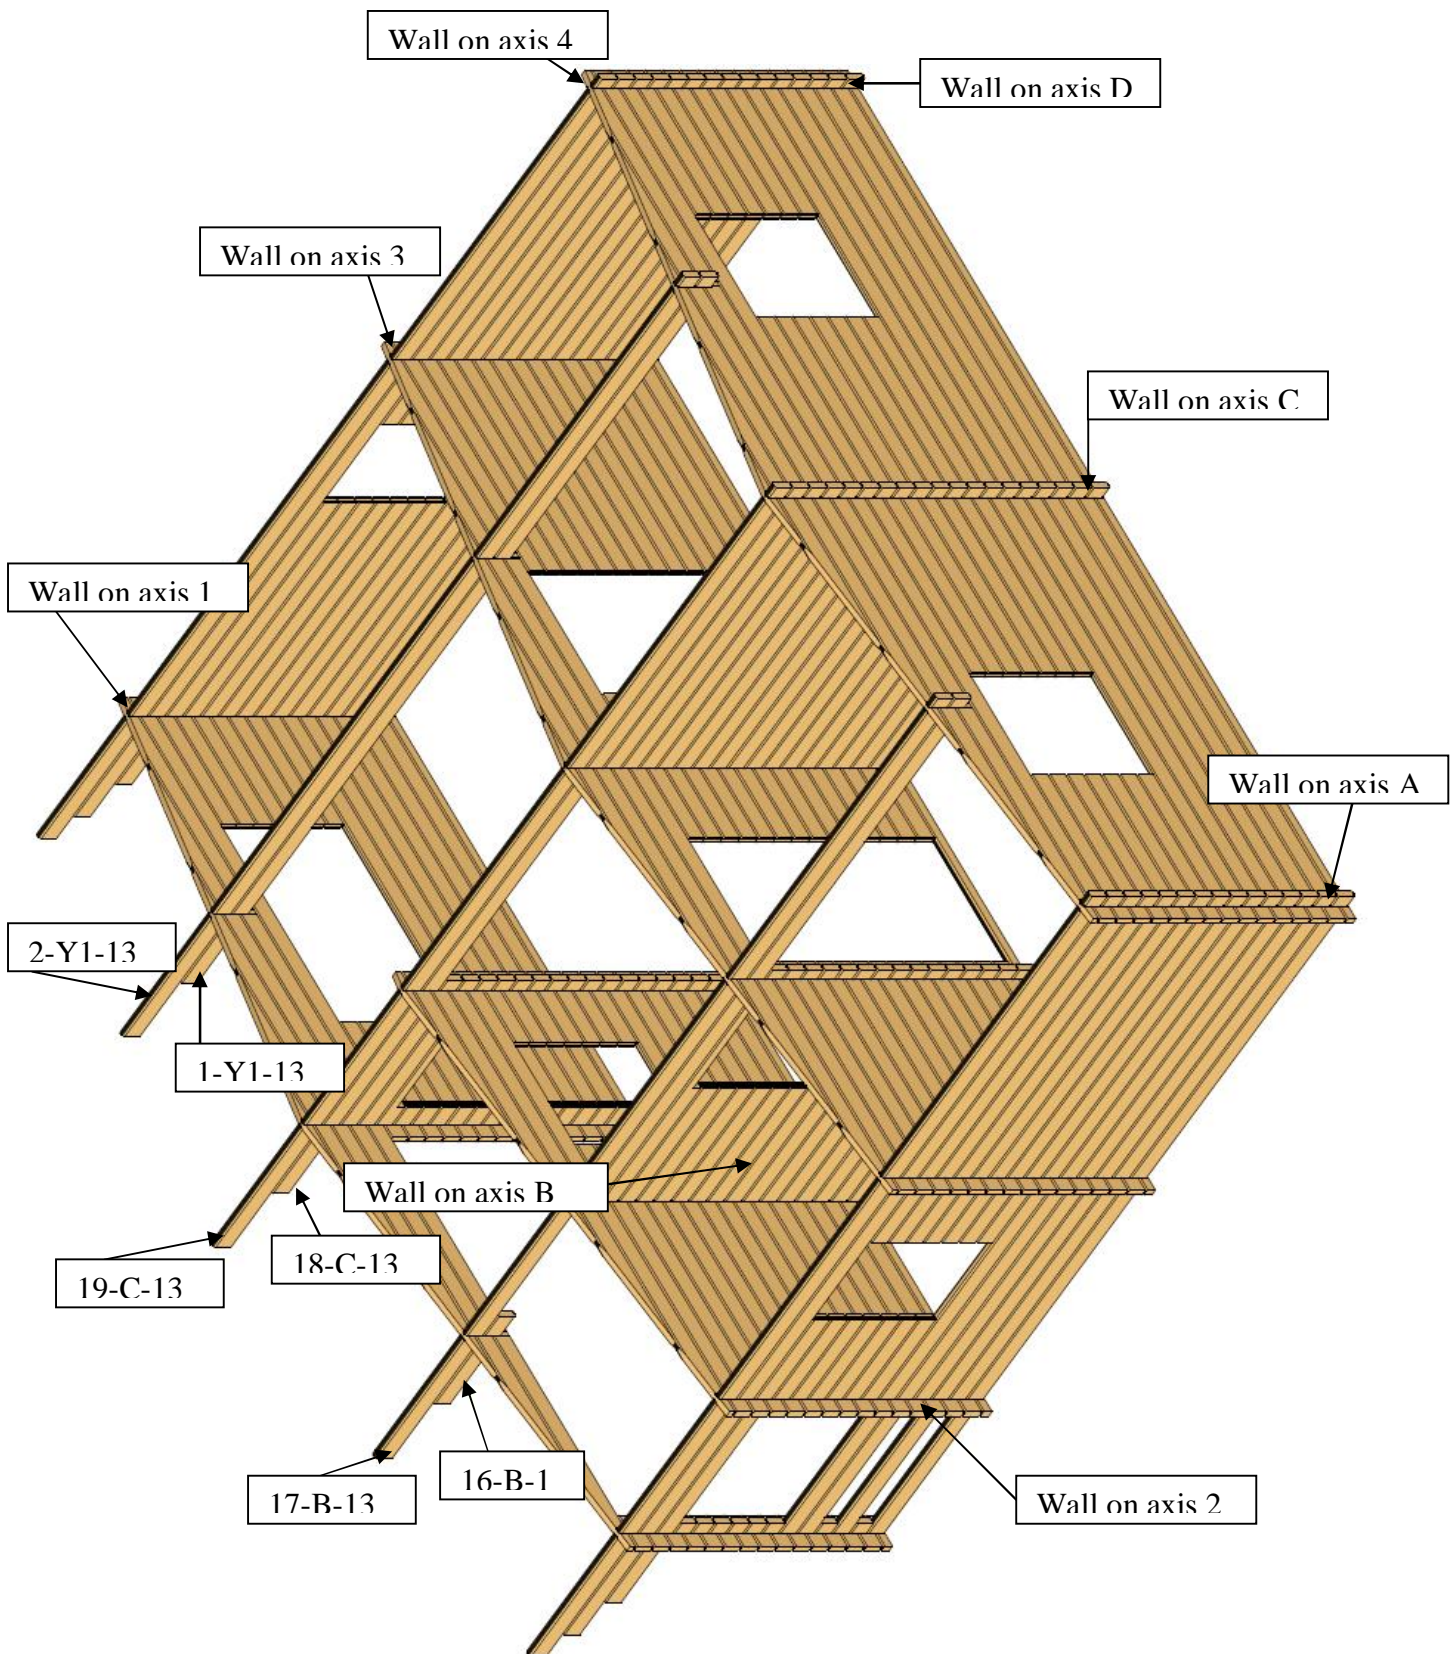 Wall on axis 4
Wall on axis D
Wall on axis 3
Wall on axis C
Wall on axis 1
Wall on axis A
2-Y1-13
1-Y1-13
Wall on axis B
18-C-13
19-C-13
16-B-1
17-B-13
Wall on axis 2